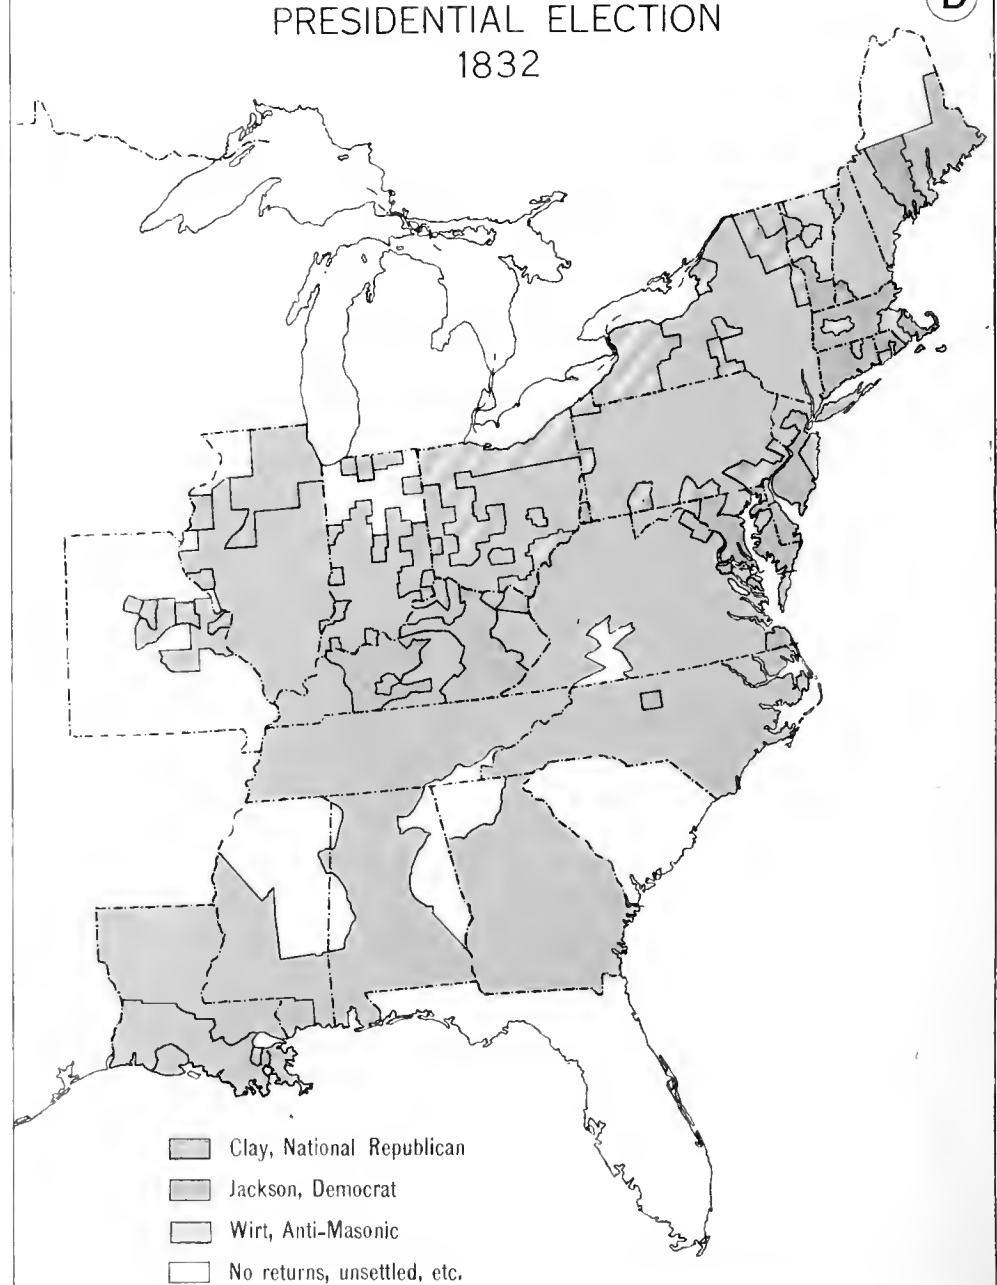 D
PRESIDENTIAL ELECTION
1832
Clay, National Republican
Jackson, Democrat
Wirt, Anti-Masonic
No returns, unsettled, etc.